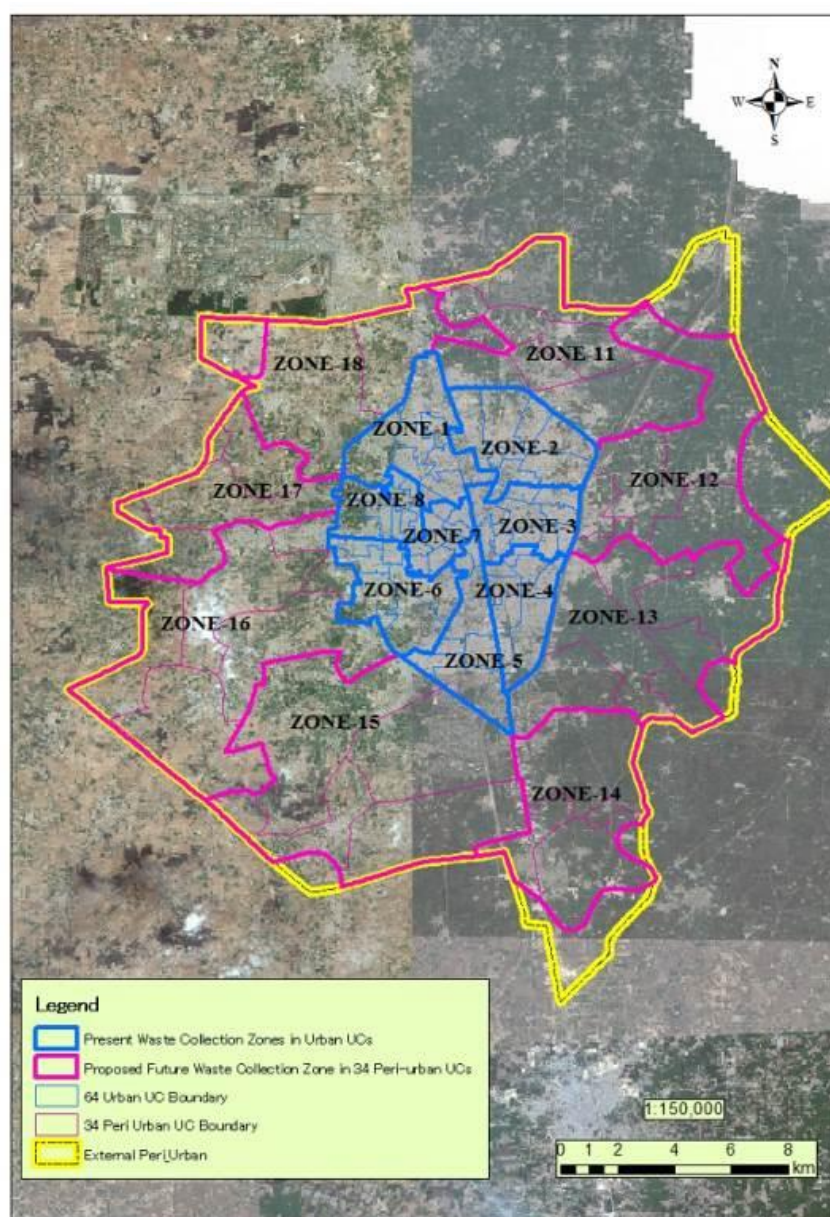 N
W E
S
ZONE-18
ZONE-11
ZONE-1
ZONE-2
ZONE-12
ZONE-17
ZONE-8
ZONE-3
ZONE-7
ZONE-6
ZONE-4
ZONE-16
ZONE-13
ZONE-5
ZONE-15
ZONE-14
Legend
Present Waste Collection Zones in Urban UCs
Proposed Future Waste Collection Zone in 34 Peri-urban UCs
64 Urban UC Boundary
34 Peri Urban UC Boundary
External Peri_Urban
1:150,000
0 1 2 4 6 8
km